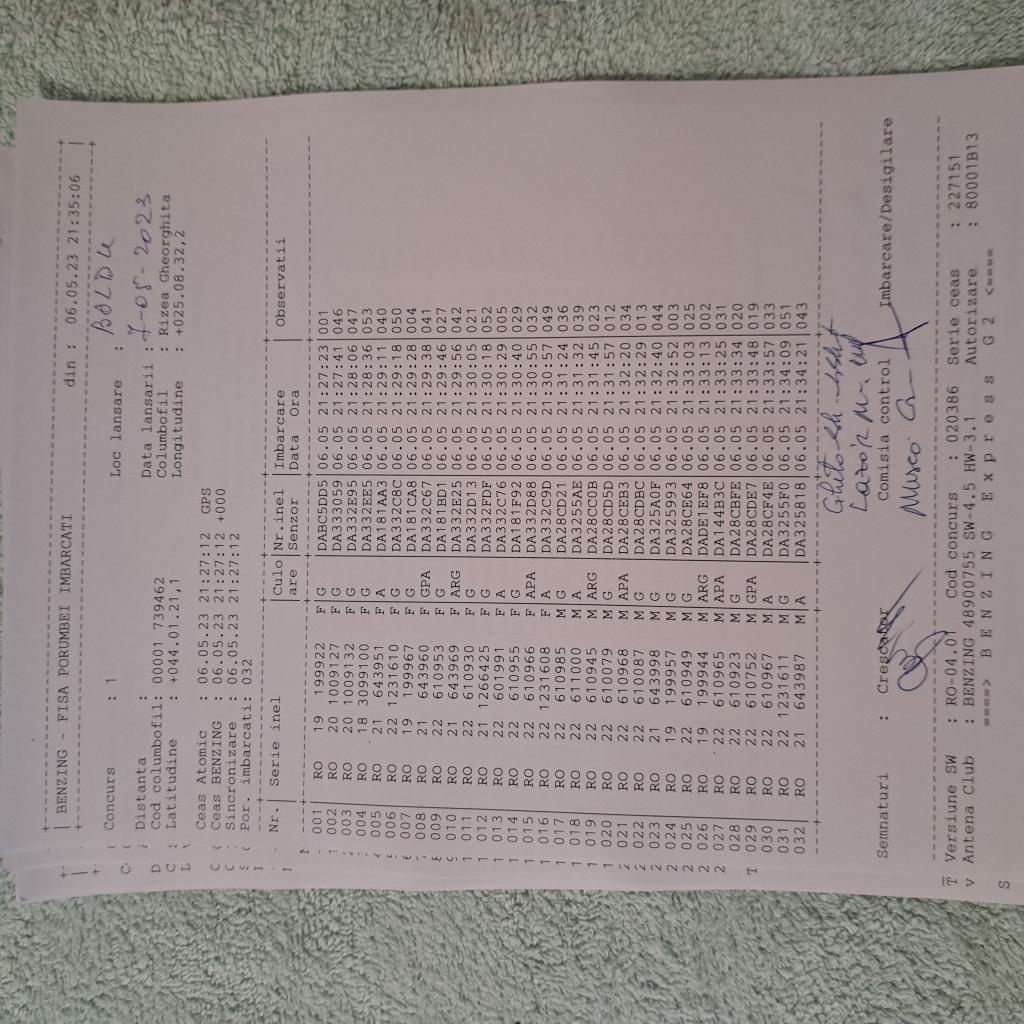 BENZING - FISA PORUMBEI IMBARCATI
din : 06.05.23 21:35:06
Concurs : 1 Loc lansare : BOLDU
Distanta : Data lansarii : 7-05-2023
Cod columbofil: 00001 739462 Columbofil : Rizea Gheorghita
Latitudine : +044.01.21,1 Longitudine : +025.08.32,2
Ceas Atomic : 06.05.23 21:27:12 GPS
Ceas BENZING : 06.05.23 21:27:12 +000
Sincronizare : 06.05.23 21:27:12
Por. imbarcati: 032
Nr.| Serie inel |Culo|Nr.inel |Imbarcare Observatii
|are |Senzor |Data Ora
001 RO 19 199922 F G DABC5DD5 06.05 21:27:23 001
002 RO 20 1009127 F G DA333059 06.05 21:27:41 046
003 RO 20 1009132 F G DA332E95 06.05 21:28:06 047
004 RO 18 3099100 F G DA332EE5 06.05 21:28:36 053
005 RO 21 643951 F A DA181AA3 06.05 21:29:11 040
006 RO 22 1231610 F G DA332C8C 06.05 21:29:18 050
007 RO 19 199967 F G DA181CA8 06.05 21:29:28 004
008 RO 21 643960 F GPA DA332C67 06.05 21:29:38 041
009 RO 22 610953 F G DA181BD1 06.05 21:29:46 027
010 RO 21 643969 F ARG DA332E25 06.05 21:29:56 042
011 RO 22 610930 F G DA332D13 06.05 21:30:05 021
012 RO 21 1266425 F G DA332FDF 06.05 21:30:18 052
013 RO 22 601991 F A DA332C76 06.05 21:30:29 005
014 RO 22 610955 F G DA181F92 06.05 21:30:40 029
015 RO 22 610966 F APA DA332D88 06.05 21:30:55 032
016 RO 22 1231608 F A DA332C9D 06.05 21:30:57 049
017 RO 22 610985 M G DA28CD21 06.05 21:31:24 036
018 RO 22 611000 M A DA3255AE 06.05 21:31:32 039
019 RO 22 610945 M ARG DA28CC0B 06.05 21:31:45 023
020 RO 22 610079 M G DA28CD5D 06.05 21:31:57 012
021 RO 22 610968 M APA DA28CEB3 06.05 21:32:20 034
022 RO 22 610087 M G DA28CDBC 06.05 21:32:29 013
023 RO 21 643998 M G DA325A0F 06.05 21:32:40 044
024 RO 19 199957 M G DA325993 06.05 21:32:52 003
025 RO 22 610949 M G DA28CE64 06.05 21:33:03 025
026 RO 19 199944 M ARG DADE1EF8 06.05 21:33:13 002
027 RO 22 610965 M APA DA144B3C 06.05 21:33:25 031
028 RO 22 610923 M G DA28CBFE 06.05 21:33:34 020
029 RO 22 610752 M GPA DA28CDE7 06.05 21:33:48 019
030 RO 22 610967 M A DA28CF4E 06.05 21:33:57 033
031 RO 22 1231611 M G DA3255F0 06.05 21:34:09 051
032 RO 21 643987 M A DA325818 06.05 21:34:21 043
Semnaturi : Crescator Comisia control Imbarcare/Desigilare
Versiune SW : RO-04.01 Cod concurs : 020386 Serie ceas : 227151
Antena Club : BENZING 48900755 SW-4.5 HW-3.1 Autorizare : 80001B13
====> B E N Z I N G E x p r e s s G 2 <====